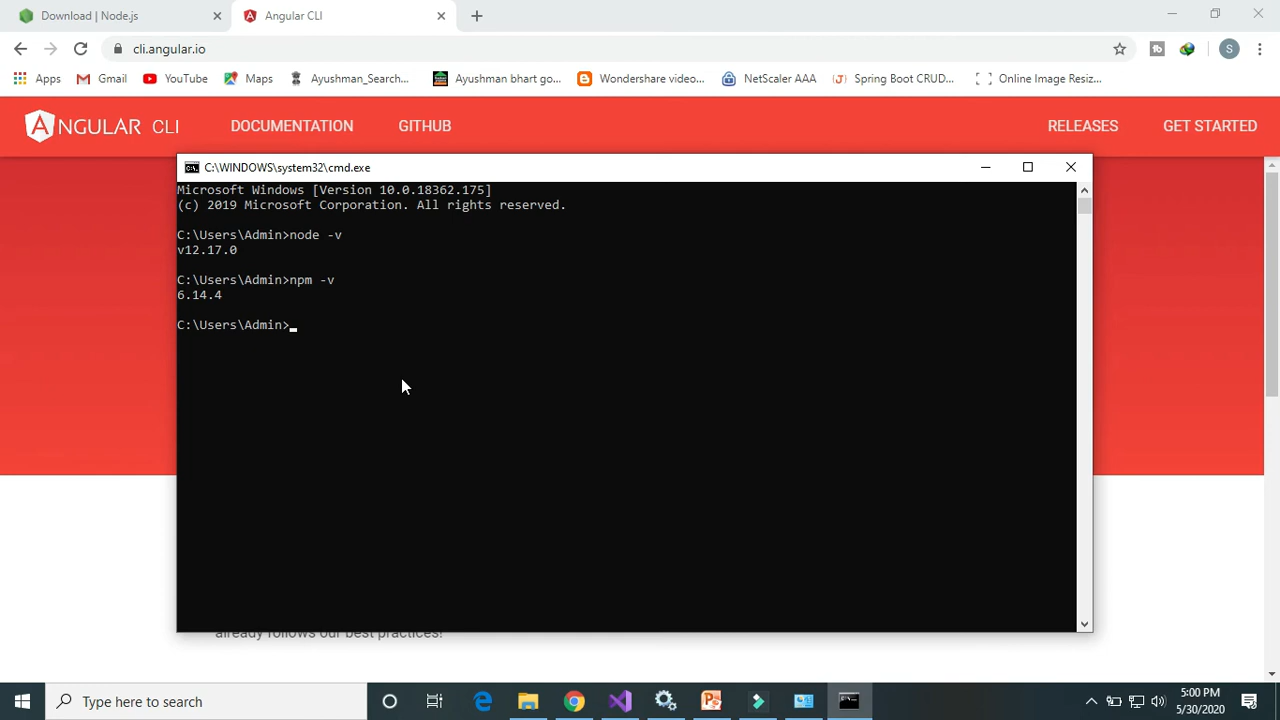 Download | Node.js
Angular CLI
cli.angular.io
Apps
Gmail
YouTube
Maps
Ayushman_Search...
Ayushman bhart go...
Wondershare video...
NetScaler AAA
Spring Boot CRUD...
Online Image Resiz...
S
ANGULAR CLI
DOCUMENTATION
GITHUB
RELEASES
GET STARTED
C:\WINDOWS\system32\cmd.exe
Microsoft Windows [Version 10.0.18362.175]
(c) 2019 Microsoft Corporation. All rights reserved.
C:\Users\Admin>node -v
v12.17.0
C:\Users\Admin>npm -v
6.14.4
C:\Users\Admin>_
already follows our best practices!
Type here to search
5:00 PM
5/30/2020